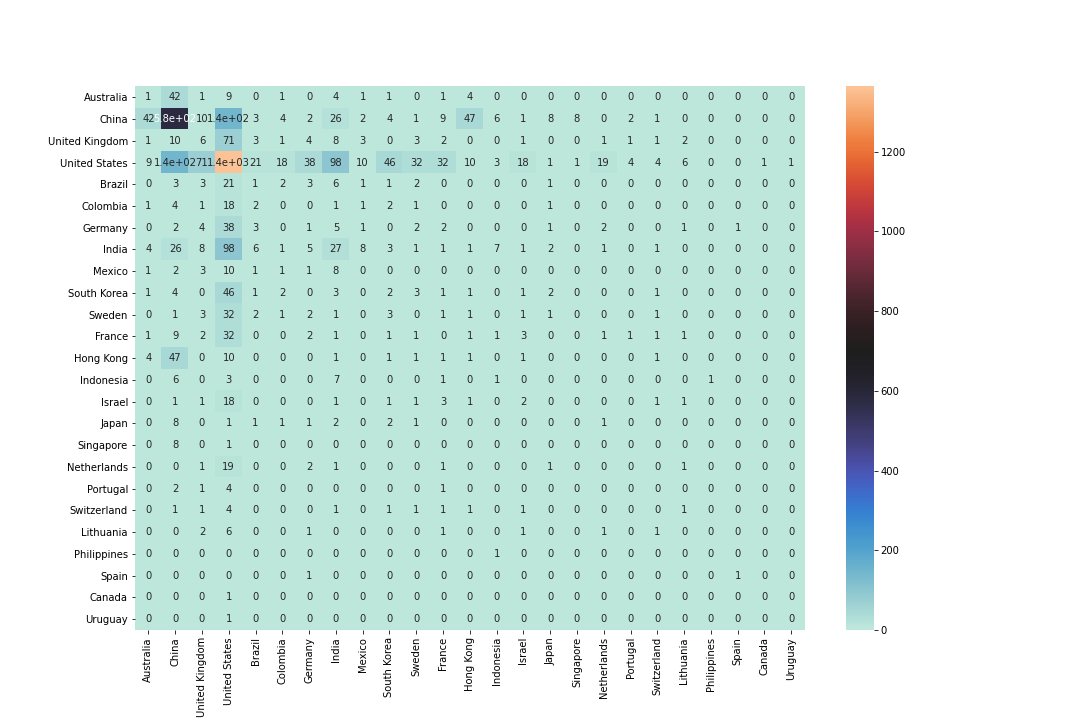 Australia 1 42 1 9 0 1 0 4 1 1 0 1 4 0 0 0 0 0 0 0 0 0 0 0 0
China 42 5.8e+02 10 1.4e+02 3 4 2 26 2 4 1 9 47 6 1 8 8 0 2 1 0 0 0 0 0
United Kingdom 1 10 6 71 3 1 4 8 3 0 3 2 0 0 1 0 0 1 1 1 2 0 0 0 0
United States 9 1.4e+02 71 1.4e+03 21 18 38 98 10 46 32 32 10 3 18 1 1 19 4 4 6 0 0 1 1
Brazil 0 3 3 21 1 2 3 6 1 1 2 0 0 0 0 1 0 0 0 0 0 0 0 0 0
Colombia 1 4 1 18 2 0 0 1 1 2 1 0 0 0 0 1 0 0 0 0 0 0 0 0 0
Germany 0 2 4 38 3 0 1 5 1 0 2 2 0 0 0 1 0 2 0 0 1 0 1 0 0
India 4 26 8 98 6 1 5 27 8 3 1 1 1 7 1 2 0 1 0 1 0 0 0 0 0
Mexico 1 2 3 10 1 1 1 8 0 0 0 0 0 0 0 0 0 0 0 0 0 0 0 0 0
South Korea 1 4 0 46 1 2 0 3 0 2 3 1 1 0 1 2 0 0 0 1 0 0 0 0 0
Sweden 0 1 3 32 2 1 2 1 0 3 0 1 1 0 1 1 0 0 0 1 0 0 0 0 0
France 1 9 2 32 0 0 2 1 0 1 1 0 1 1 3 0 0 1 1 1 1 0 0 0 0
Hong Kong 4 47 0 10 0 0 0 1 0 1 1 1 1 0 1 0 0 0 0 1 0 0 0 0 0
Indonesia 0 6 0 3 0 0 0 7 0 0 0 1 0 1 0 0 0 0 0 0 0 1 0 0 0
Israel 0 1 1 18 0 0 0 1 0 1 1 3 1 0 2 0 0 0 0 1 1 0 0 0 0
Japan 0 8 0 1 1 1 1 2 0 2 1 0 0 0 0 0 0 1 0 0 0 0 0 0 0
Singapore 0 8 0 1 0 0 0 0 0 0 0 0 0 0 0 0 0 0 0 0 0 0 0 0 0
Netherlands 0 0 1 19 0 0 2 1 0 0 0 1 0 0 0 1 0 0 0 0 1 0 0 0 0
Portugal 0 2 1 4 0 0 0 0 0 0 0 1 0 0 0 0 0 0 0 0 0 0 0 0 0
Switzerland 0 1 1 4 0 0 0 1 0 1 1 1 1 0 1 0 0 0 0 0 1 0 0 0 0
Lithuania 0 0 2 6 0 0 1 0 0 0 0 1 0 0 1 0 0 1 0 1 0 0 0 0 0
Philippines 0 0 0 0 0 0 0 0 0 0 0 0 0 1 0 0 0 0 0 0 0 0 0 0 0
Spain 0 0 0 0 0 0 1 0 0 0 0 0 0 0 0 0 0 0 0 0 0 0 1 0 0
Canada 0 0 0 1 0 0 0 0 0 0 0 0 0 0 0 0 0 0 0 0 0 0 0 0 0
Uruguay 0 0 0 1 0 0 0 0 0 0 0 0 0 0 0 0 0 0 0 0 0 0 0 0 0
Australia
China
United Kingdom
United States
Brazil
Colombia
Germany
India
Mexico
South Korea
Sweden
France
Hong Kong
Indonesia
Israel
Japan
Singapore
Netherlands
Portugal
Switzerland
Lithuania
Philippines
Spain
Canada
Uruguay
1200
1000
800
600
400
200
0